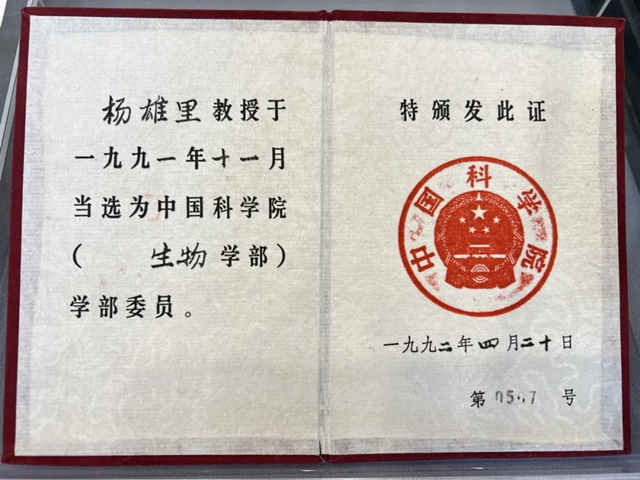 杨雄里教授于
一九九一年十一月
当选为中国科学院
( 生物学部)
学部委员。
特颁发此证
中国科学院
一九九二年四月二十日
第 0507 号